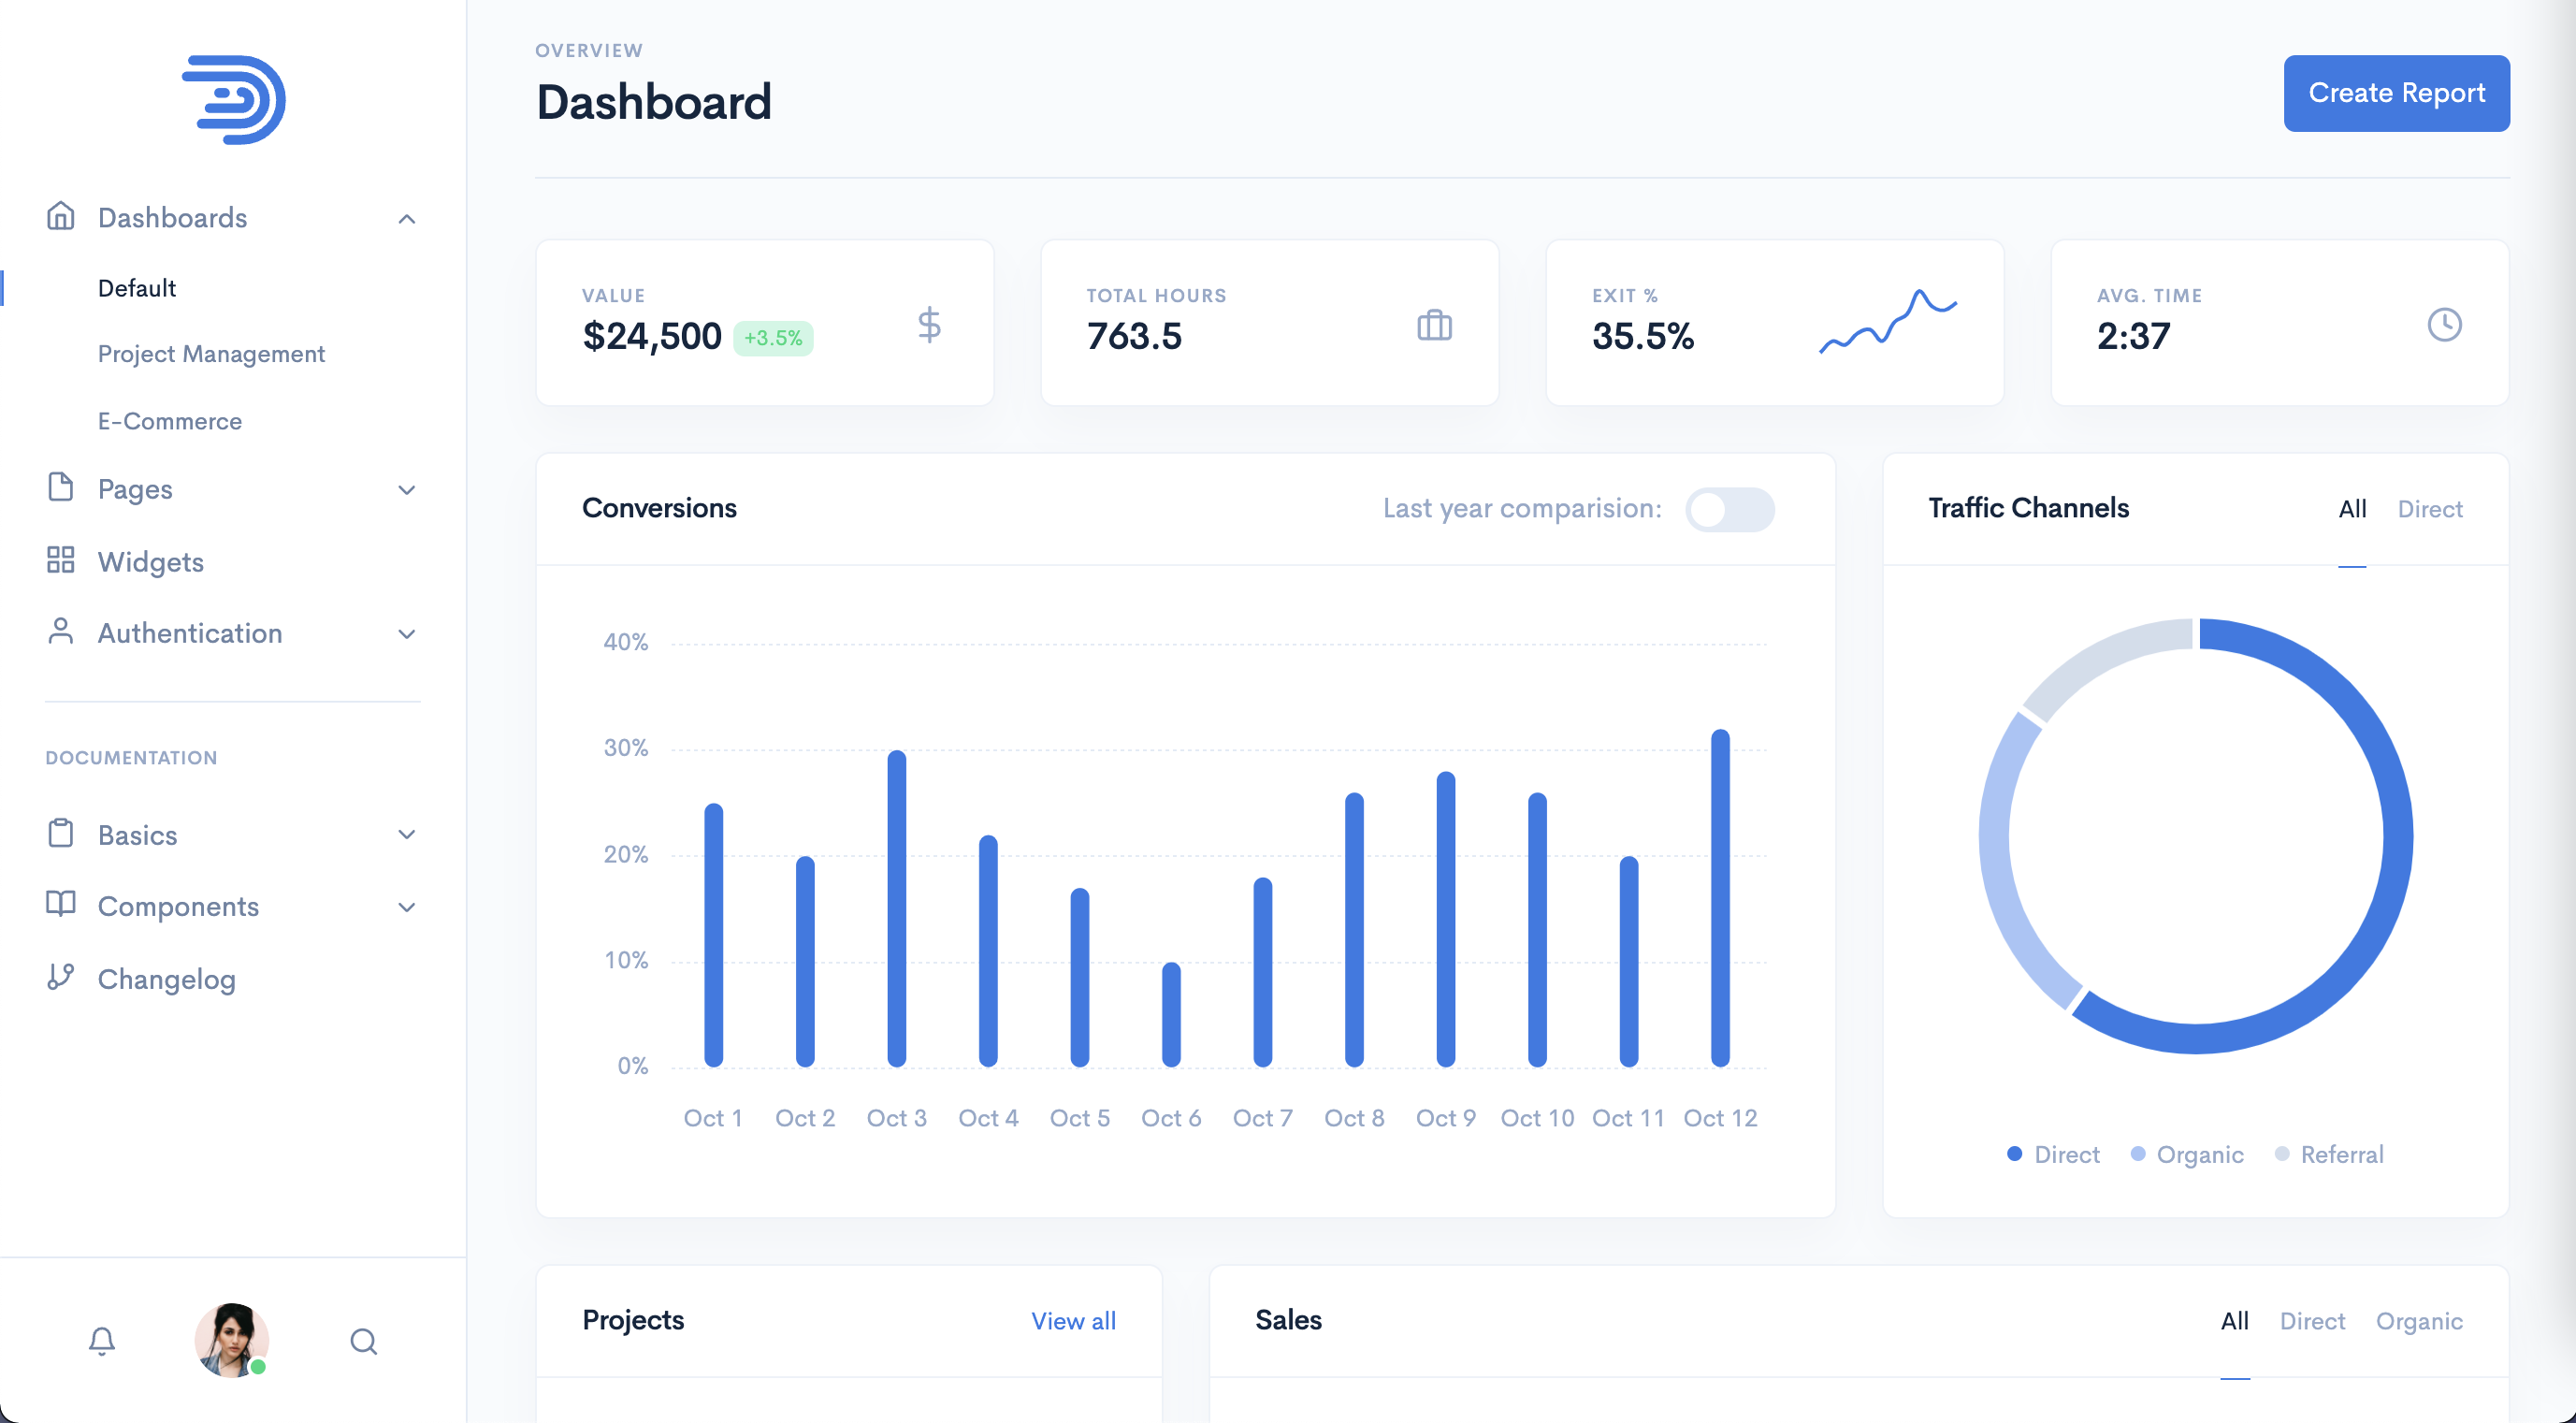 Dashboards
Default
Project Management
E-Commerce
Pages
Widgets
Authentication
DOCUMENTATION
Basics
Components
Changelog
OVERVIEW
Dashboard
Create Report
VALUE
$24,500 +3.5%
TOTAL HOURS
763.5
EXIT %
35.5%
AVG. TIME
2:37
Conversions
Last year comparision:
40%
30%
20%
10%
0%
Oct 1 Oct 2 Oct 3 Oct 4 Oct 5 Oct 6 Oct 7 Oct 8 Oct 9 Oct 10 Oct 11 Oct 12
Traffic Channels
All Direct
Direct Organic Referral
Projects
View all
Sales
All Direct Organic